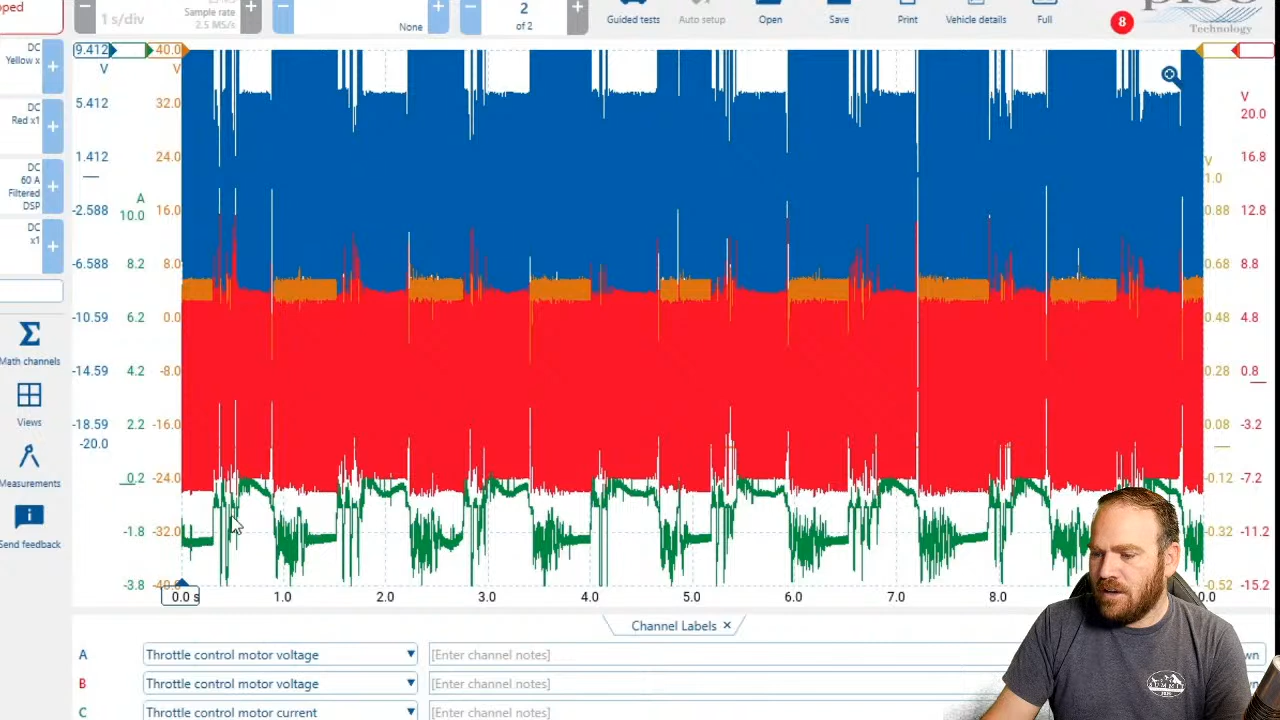 oped
1 s/div
Sample rate
2.5 MS/s
None
2
of 2
Guided tests
Auto setup
Open
Save
Print
Vehicle details
Full
8
pico
Technology
DC
Yellow x
DC
Red x1
DC
60 A
Filtered
DSP
DC
x1
Math channels
Views
Measurements
Send feedback
9.412
V
5.412
1.412
-2.588
-6.588
-10.59
-14.59
-18.59
-20.0
A
10.0
8.2
6.2
4.2
2.2
0.2
-1.8
-3.8
40.0
V
32.0
24.0
16.0
8.0
0.0
-8.0
-16.0
-24.0
-32.0
-40.0
V
1.0
0.88
0.68
0.48
0.28
0.08
-0.12
-0.32
-0.52
V
20.0
16.8
12.8
8.8
4.8
0.8
-3.2
-7.2
-11.2
-15.2
0.0 s 1.0 2.0 3.0 4.0 5.0 6.0 7.0 8.0 0.0
Channel Labels ×
A Throttle control motor voltage [Enter channel notes] wn
B Throttle control motor voltage [Enter channel notes]
C Throttle control motor current [Enter channel notes]
SUMMIT